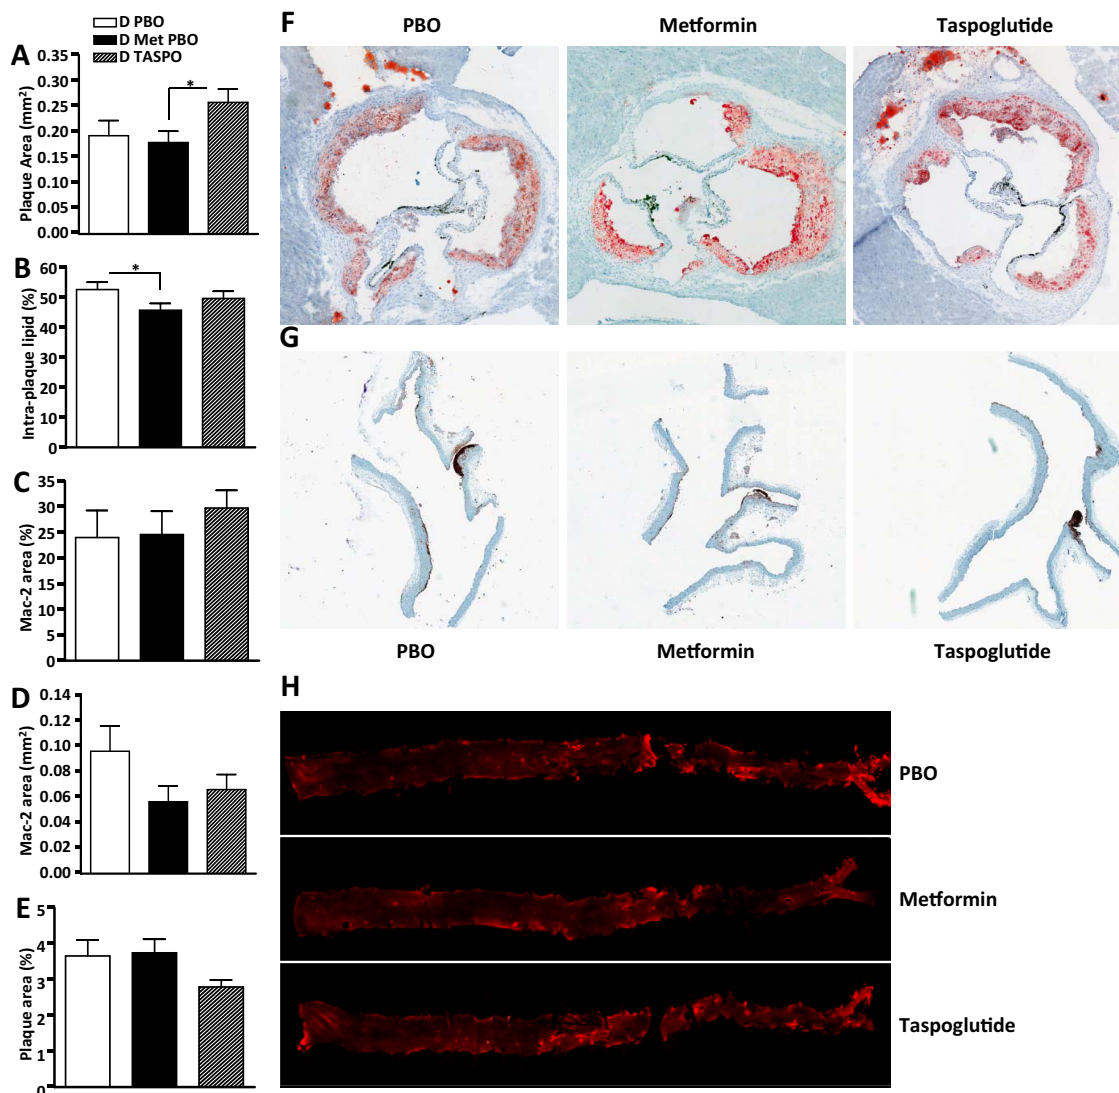 D PBO
D Met PBO
D TASPO
A
Plaque Area (mm²)
0.35
0.30
0.25
0.20
0.15
0.10
0.05
0.00
*
B
Intra-plaque lipid (%)
60
50
40
30
20
10
0
*
C
Mac-2 area (%)
35
30
25
20
15
10
5
0
D
Mac-2 area (mm²)
0.14
0.12
0.10
0.08
0.06
0.04
0.02
0.00
E
Plaque area (%)
5
4
3
2
1
0
F
PBO Metformin Taspoglutide
G
PBO Metformin Taspoglutide
H
PBO
Metformin
Taspoglutide